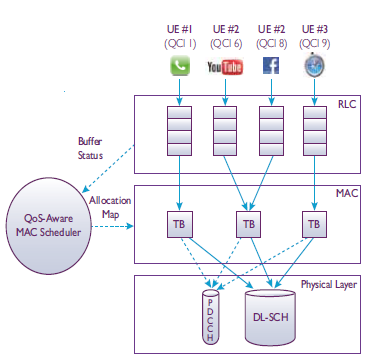 UE #1 UE #2 UE #2 UE #3
(QCI 1) (QCI 6) (QCI 8) (QCI 9)
YouTube
f
RLC
Buffer
Status
MAC
Allocation
Map
QoS-Aware
MAC Scheduler
TB TB TB
Physical Layer
PDCCH
DL-SCH